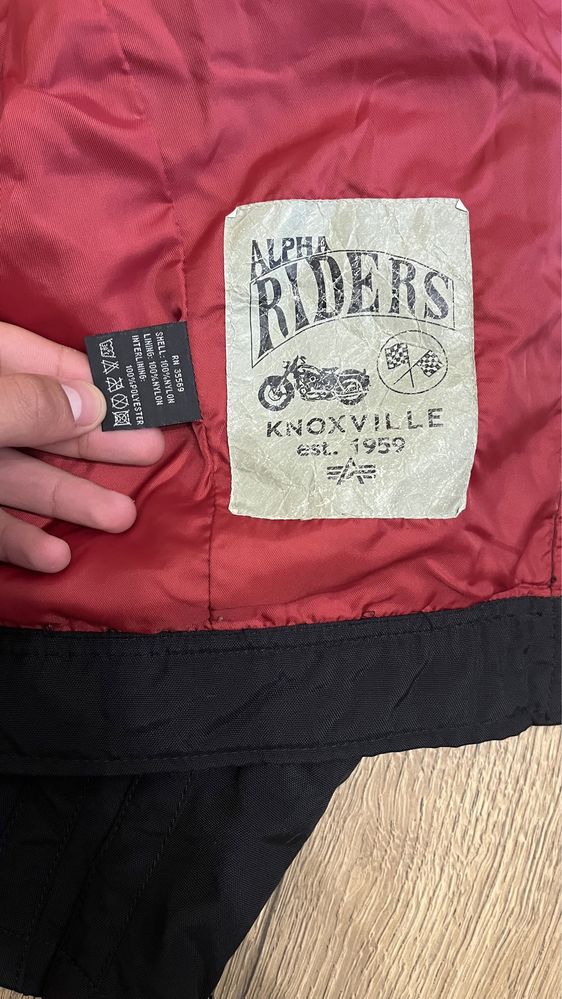 ALPHA
RIDERS
KNOXVILLE
est. 1959
RN 35569
SHELL: 100%NYLON
LINING: 100%NYLON
INTERLINING:
100%POLYESTER